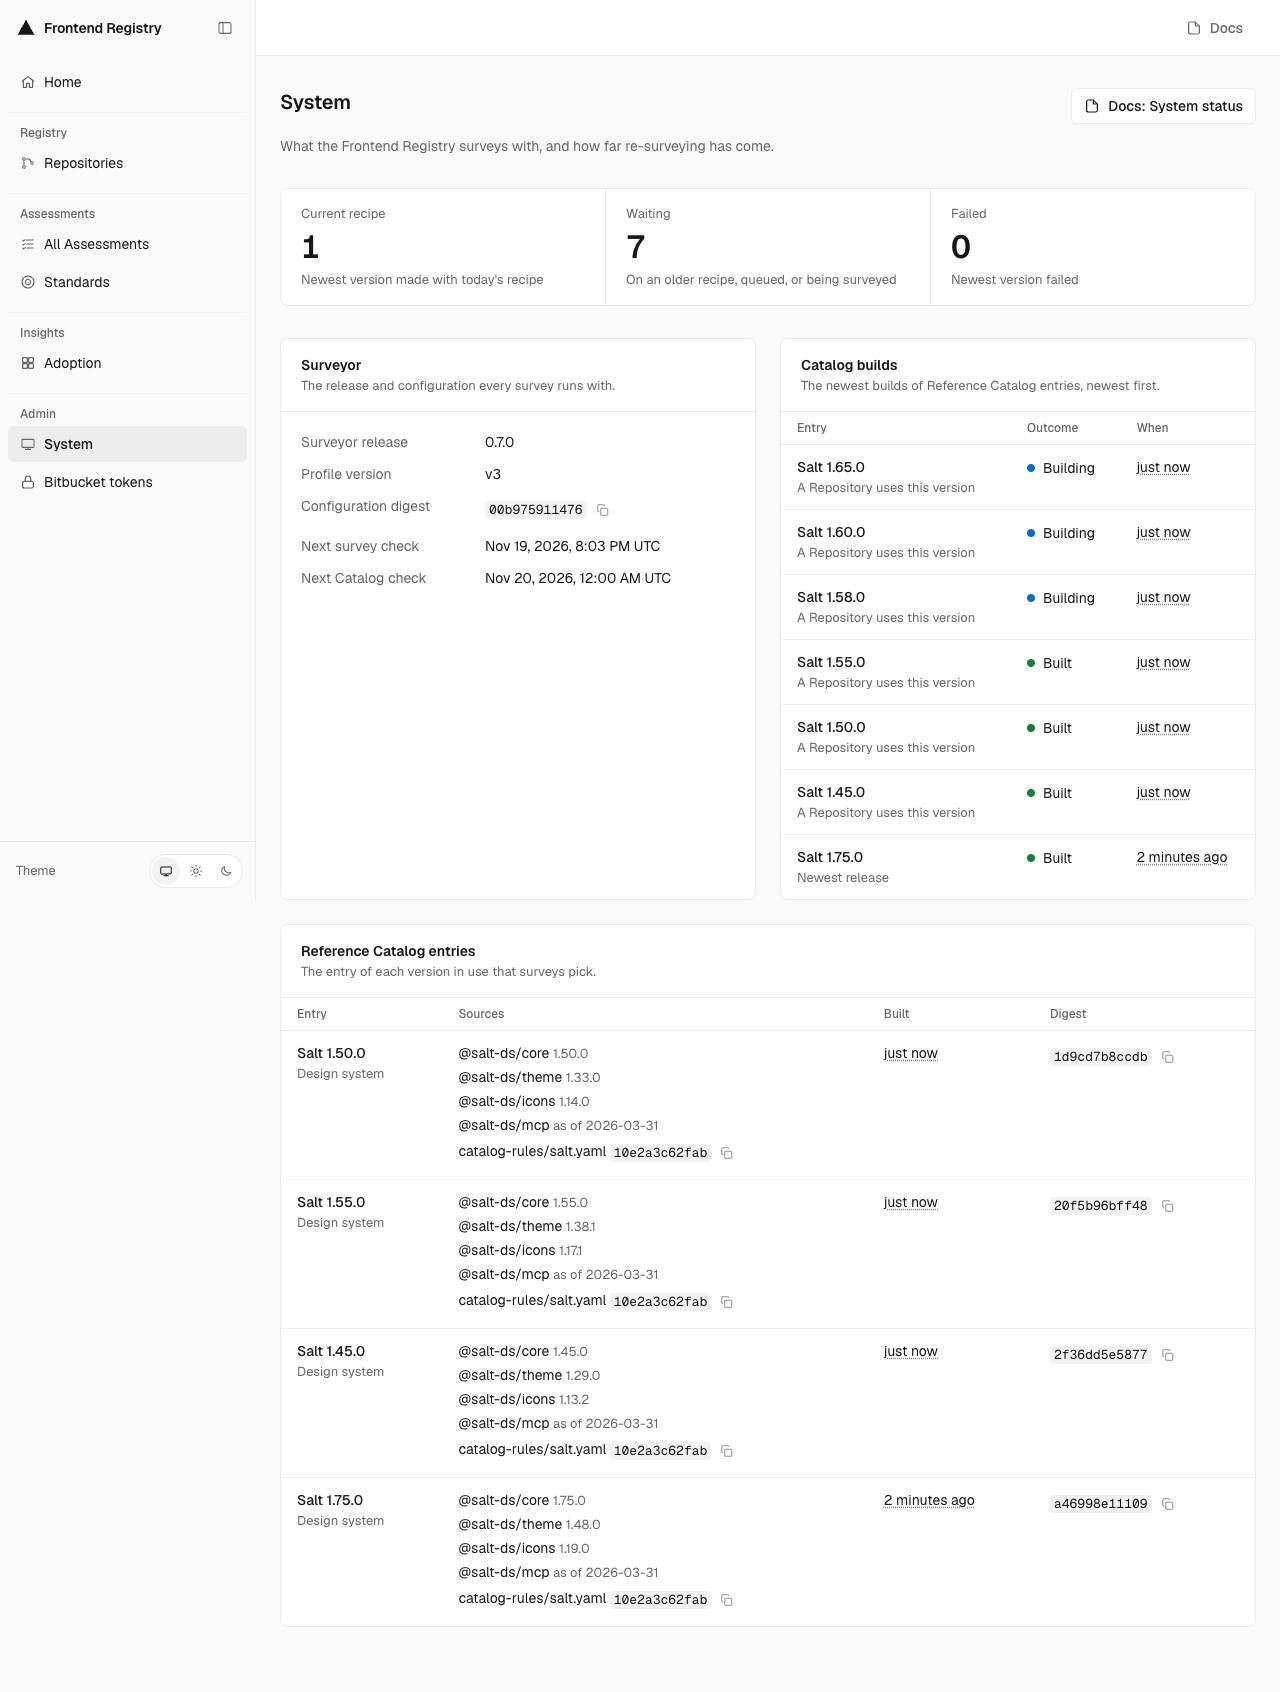 Frontend Registry
Docs
Home
Registry
Repositories
Assessments
All Assessments
Standards
Insights
Adoption
Admin
System
Bitbucket tokens
Theme
System
Docs: System status
What the Frontend Registry surveys with, and how far re-surveying has come.
Current recipe
1
Newest version made with today's recipe
Waiting
7
On an older recipe, queued, or being surveyed
Failed
0
Newest version failed
Surveyor
The release and configuration every survey runs with.
Surveyor release 0.7.0
Profile version v3
Configuration digest 00b975911476
Next survey check Nov 19, 2026, 8:03 PM UTC
Next Catalog check Nov 20, 2026, 12:00 AM UTC
Catalog builds
The newest builds of Reference Catalog entries, newest first.
Entry Outcome When
Salt 1.65.0 Building just now
A Repository uses this version
Salt 1.60.0 Building just now
A Repository uses this version
Salt 1.58.0 Building just now
A Repository uses this version
Salt 1.55.0 Built just now
A Repository uses this version
Salt 1.50.0 Built just now
A Repository uses this version
Salt 1.45.0 Built just now
A Repository uses this version
Salt 1.75.0 Built 2 minutes ago
Newest release
Reference Catalog entries
The entry of each version in use that surveys pick.
Entry Sources Built Digest
Salt 1.50.0 @salt-ds/core 1.50.0 just now 1d9cd7b8ccdb
Design system
@salt-ds/theme 1.33.0
@salt-ds/icons 1.14.0
@salt-ds/mcp as of 2026-03-31
catalog-rules/salt.yaml 10e2a3c62fab
Salt 1.55.0 @salt-ds/core 1.55.0 just now 20f5b96bff48
Design system
@salt-ds/theme 1.38.1
@salt-ds/icons 1.17.1
@salt-ds/mcp as of 2026-03-31
catalog-rules/salt.yaml 10e2a3c62fab
Salt 1.45.0 @salt-ds/core 1.45.0 just now 2f36dd5e5877
Design system
@salt-ds/theme 1.29.0
@salt-ds/icons 1.13.2
@salt-ds/mcp as of 2026-03-31
catalog-rules/salt.yaml 10e2a3c62fab
Salt 1.75.0 @salt-ds/core 1.75.0 2 minutes ago a46998e11109
Design system
@salt-ds/theme 1.48.0
@salt-ds/icons 1.19.0
@salt-ds/mcp as of 2026-03-31
catalog-rules/salt.yaml 10e2a3c62fab